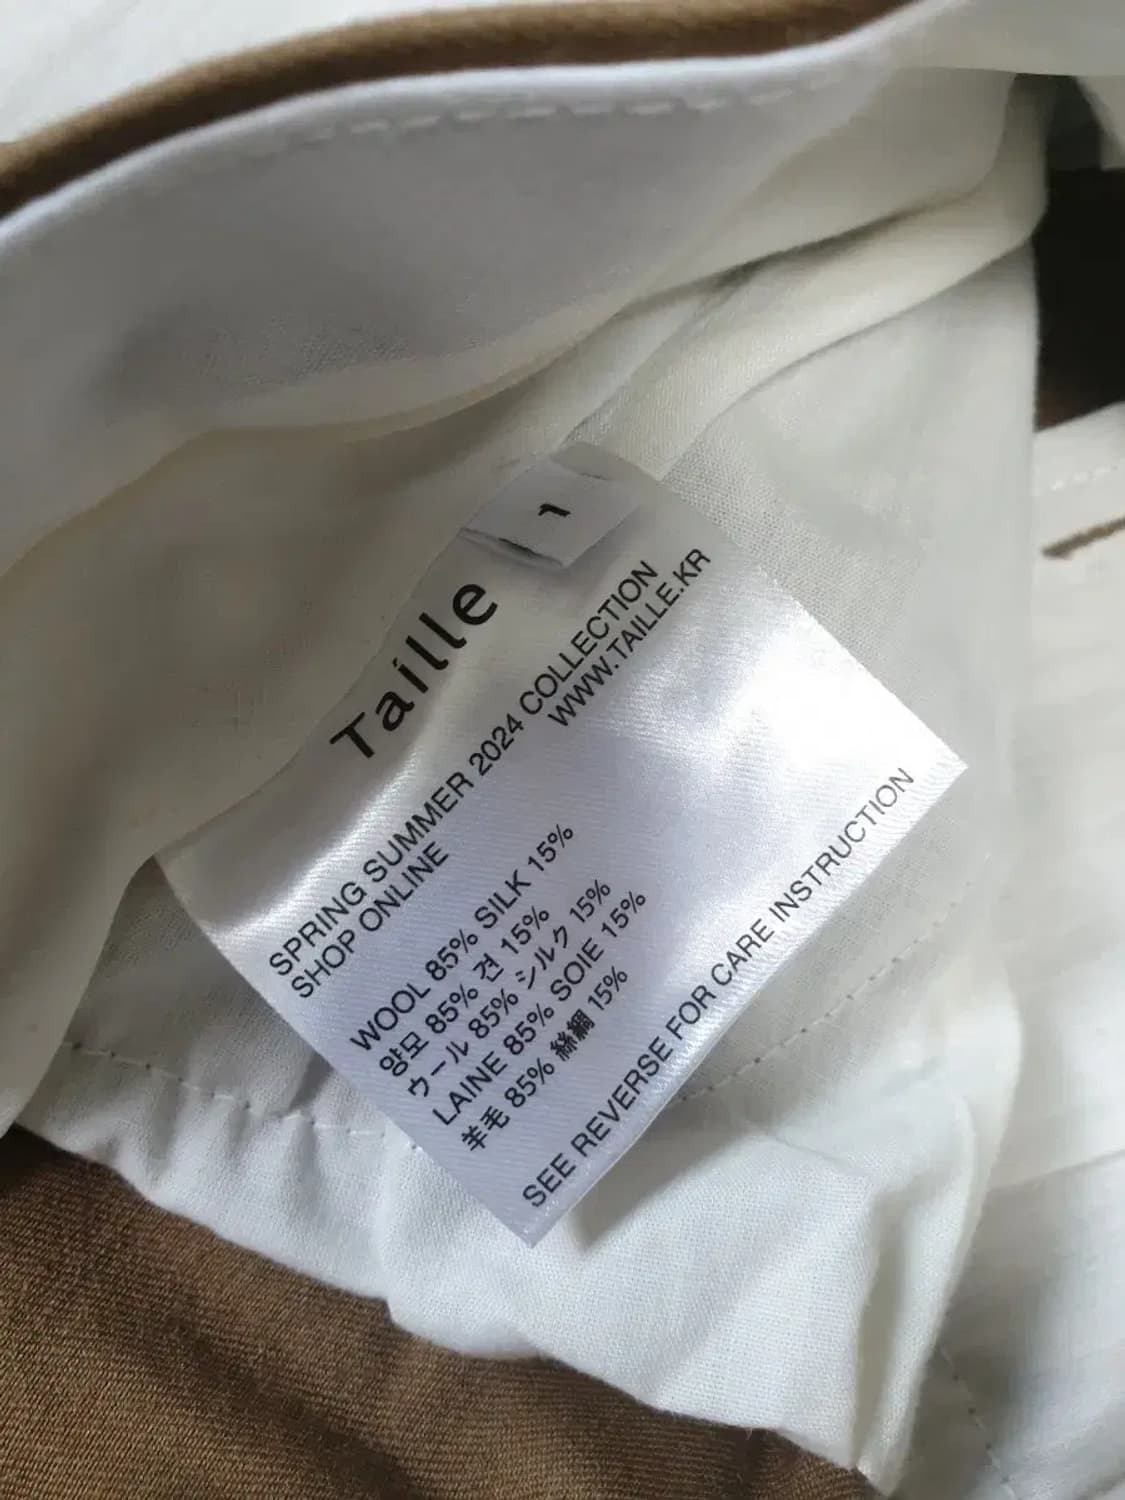 1
Taille
SPRING SUMMER 2024 COLLECTION
SHOP ONLINE WWW.TAILLE.KR
WOOL 85% SILK 15%
양모 85% 견 15%
ウール 85% シルク 15%
LAINE 85% SOIE 15%
羊毛 85% 絲綢 15%
SEE REVERSE FOR CARE INSTRUCTION